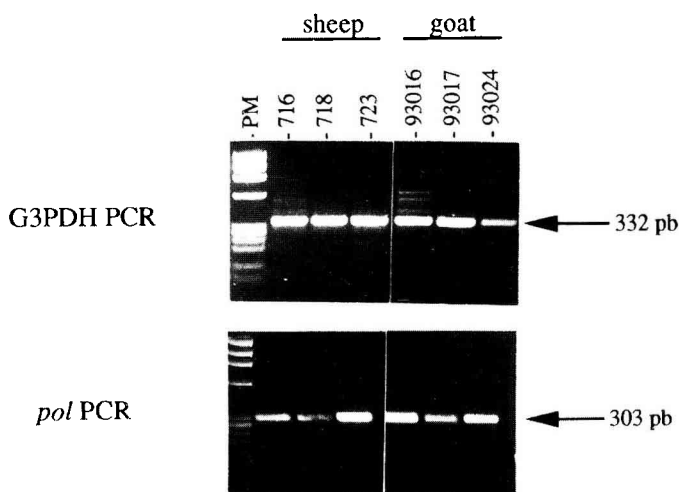 sheep goat
. PM
- 716
- 718
- 723
- 93016
- 93017
- 93024
G3PDH PCR
332 pb
pol PCR
303 pb